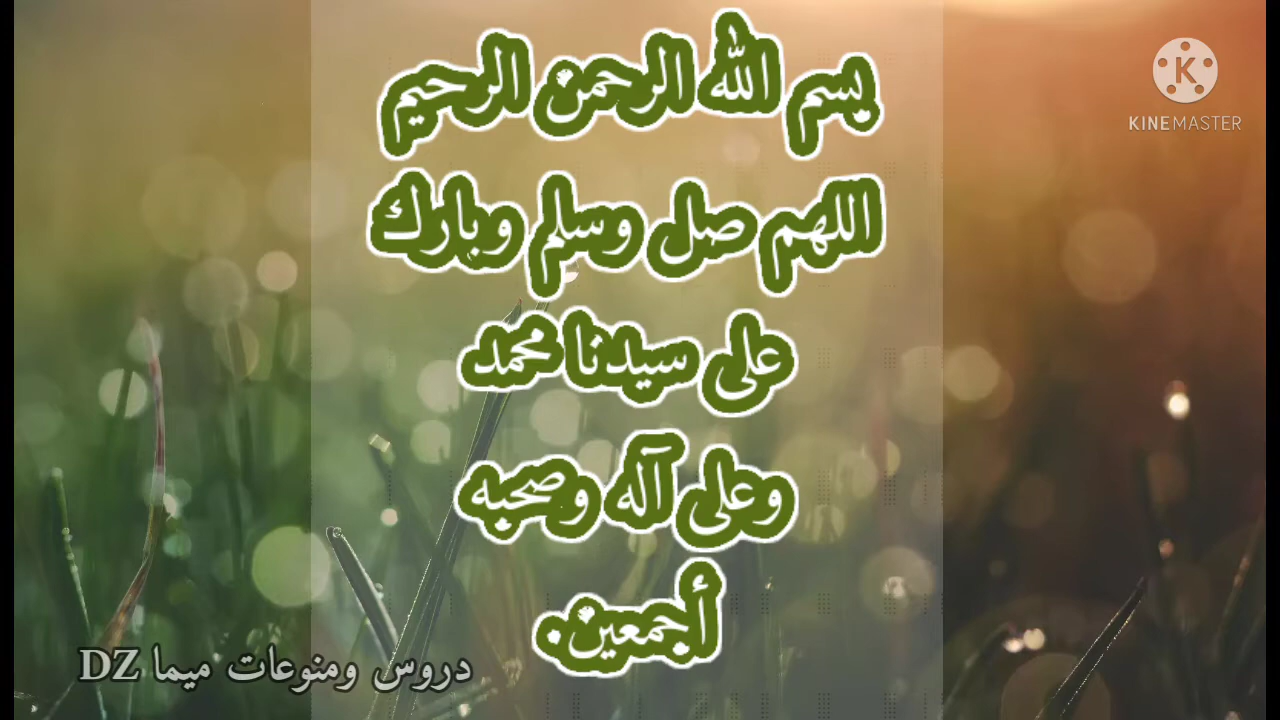 بسم الله الرحمن الرحيم
اللهم صل وسلم وبارك
على سيدنا محمد
وعلى آله وصحبه
أجمعين.
دروس ومنوعات ميما DZ
K
KINEMASTER